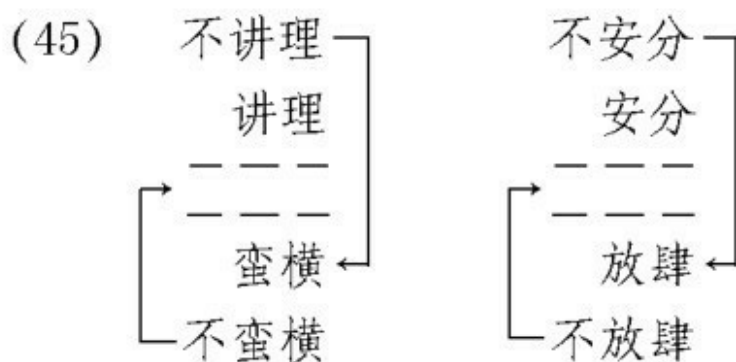 (45) 不讲理 不安分
讲理 安分
蛮横 放肆
不蛮横 不放肆